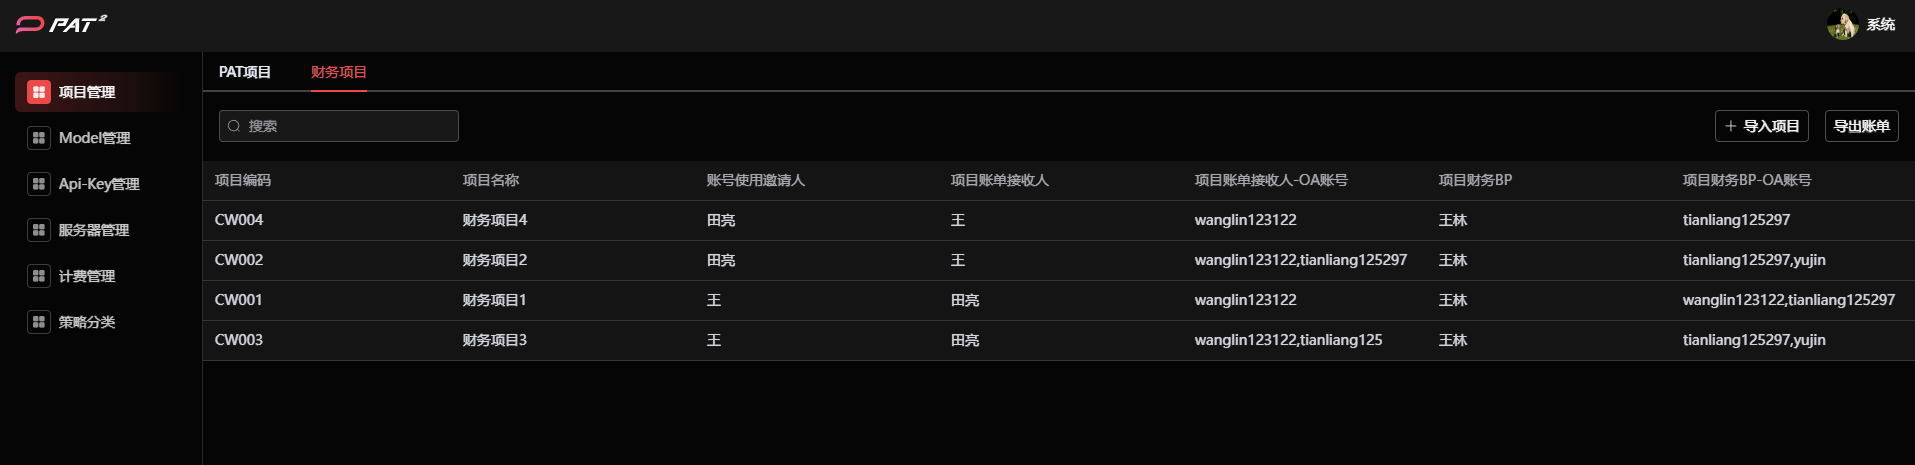 PAT²
系统
项目管理
Model管理
Api-Key管理
服务器管理
计费管理
策略分类
PAT项目 财务项目
搜索
+ 导入项目 导出账单
项目编码 项目名称 账号使用邀请人 项目账单接收人 项目账单接收人-OA账号 项目财务BP 项目财务BP-OA账号
CW004 财务项目4 田亮 王 wanglin123122 王林 tianliang125297
CW002 财务项目2 田亮 王 wanglin123122,tianliang125297 王林 tianliang125297,yujin
CW001 财务项目1 王 田亮 wanglin123122 王林 wanglin123122,tianliang125297
CW003 财务项目3 王 田亮 wanglin123122,tianliang125 王林 tianliang125297,yujin